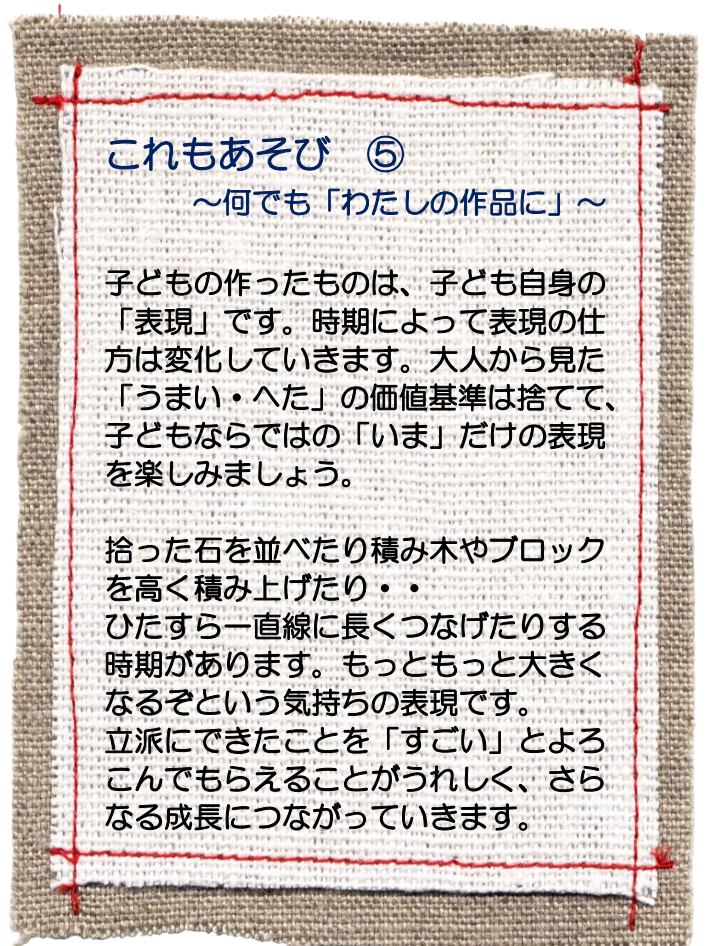 これもあそび　⑤
～何でも「わたしの作品に」～
子どもの作ったものは、子ども自身の
「表現」です。時期によって表現の仕
方は変化していきます。大人から見た
「うまい・へた」の価値基準は捨てて、
子どもならではの「いま」だけの表現
を楽しみましょう。
拾った石を並べたり積み木やブロック
を高く積み上げたり・・
ひたすら一直線に長くつなげたりする
時期があります。もっともっと大きく
なるぞという気持ちの表現です。
立派にできたことを「すごい」とよろ
こんでもらえることがうれしく、さら
なる成長につながっていきます。